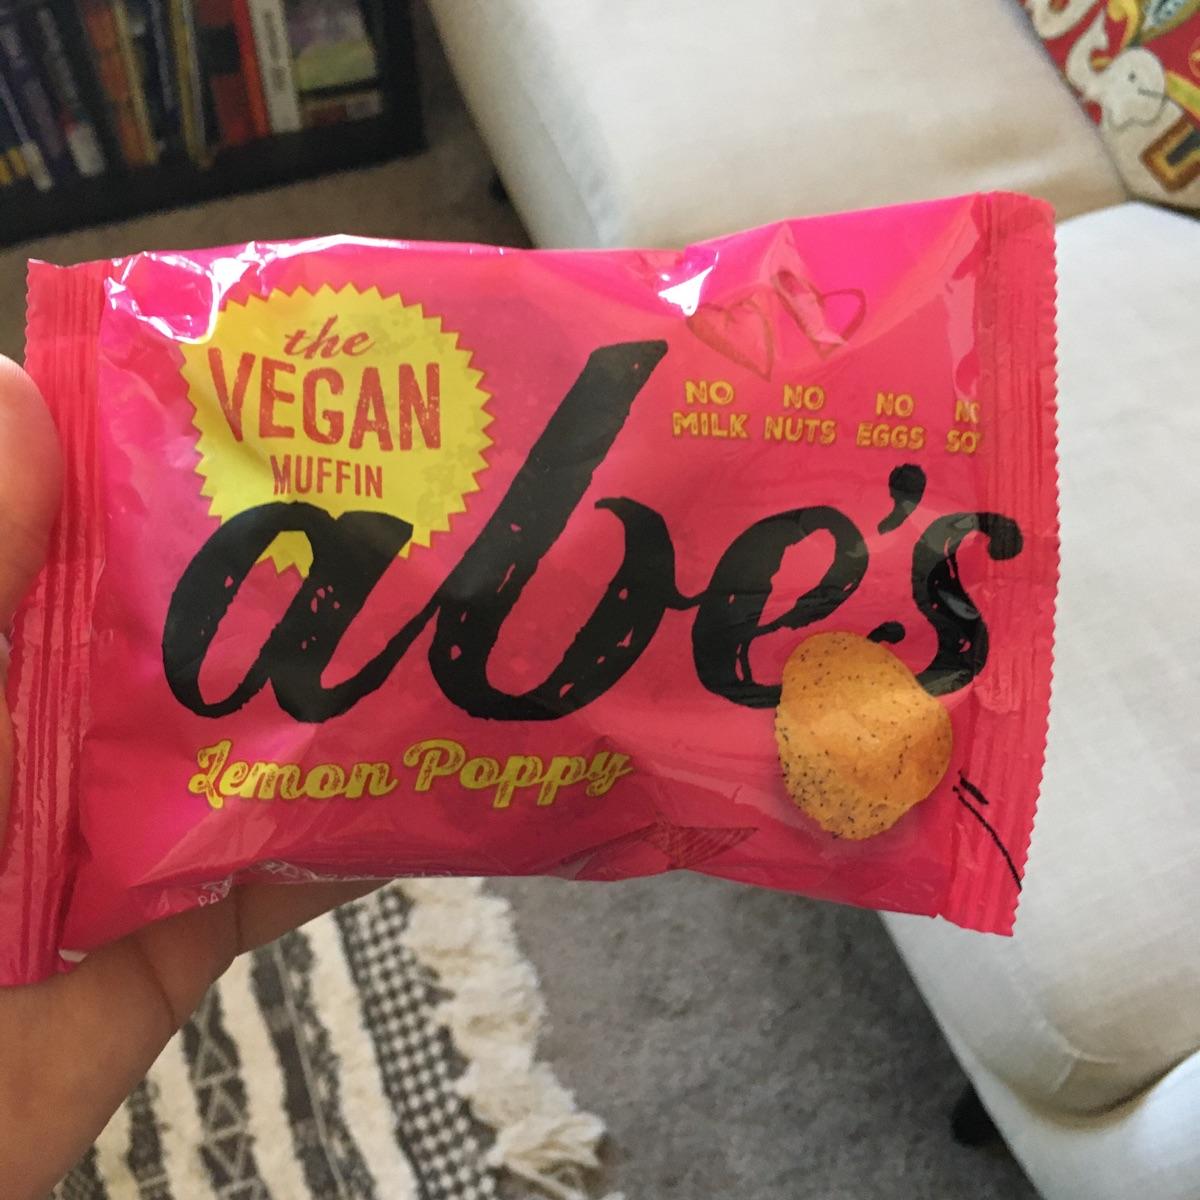 the
VEGAN
MUFFIN
abe's
NO MILK
NO NUTS
NO EGGS
Lemon Poppy